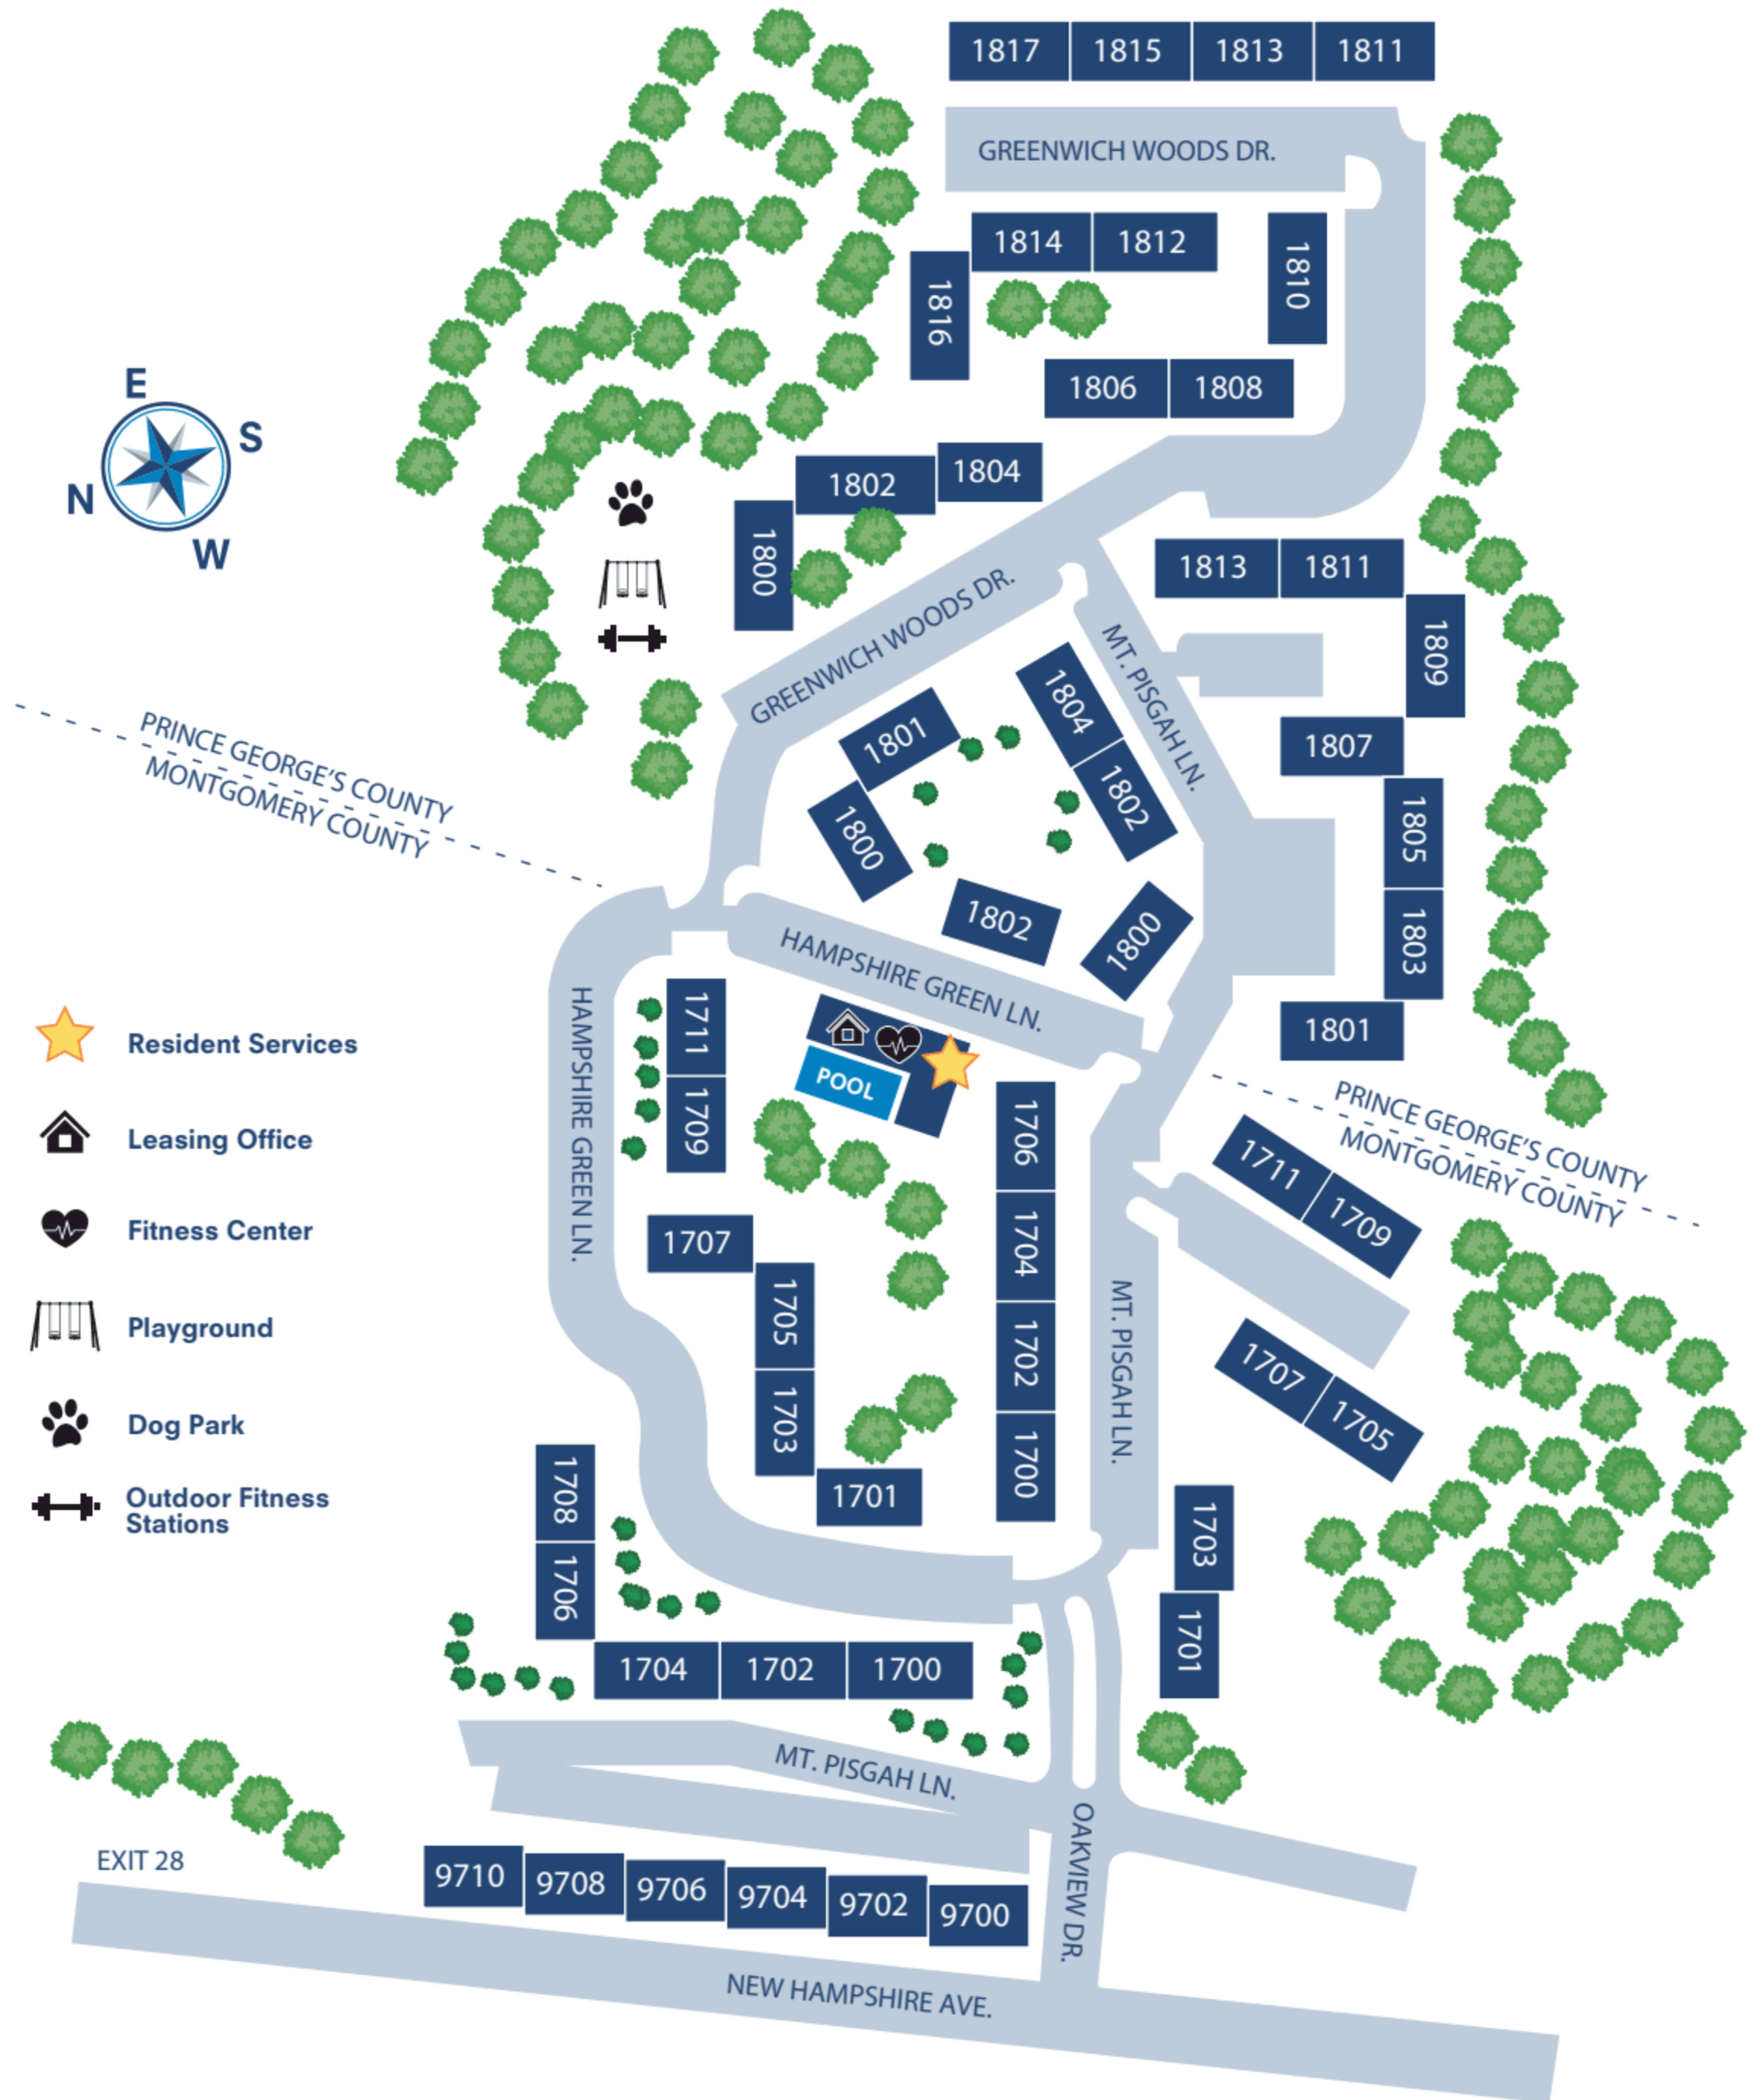 1817 1815 1813 1811
GREENWICH WOODS DR.
1814 1812
1810
1816
1806 1808
E
S
N
W
1804
1802
1800
1813 1811
1809
GREENWICH WOODS DR.
MT. PISGAH LN.
1804
1802
1801
1800
1807
1805
1803
1801
PRINCE GEORGE'S COUNTY
MONTGOMERY COUNTY
1802
1800
HAMPSHIRE GREEN LN.
HAMPSHIRE GREEN LN.
1711
1709
POOL
1706
1704
1702
1700
PRINCE GEORGE'S COUNTY
MONTGOMERY COUNTY
1711
1709
1707
1705
1703
1701
MT. PISGAH LN.
1707
1705
1703
1701
Resident Services
Leasing Office
Fitness Center
Playground
Dog Park
Outdoor Fitness
Stations
1708
1706
1704 1702 1700
MT. PISGAH LN.
OAKVIEW DR.
EXIT 28
9710 9708 9706 9704 9702 9700
NEW HAMPSHIRE AVE.